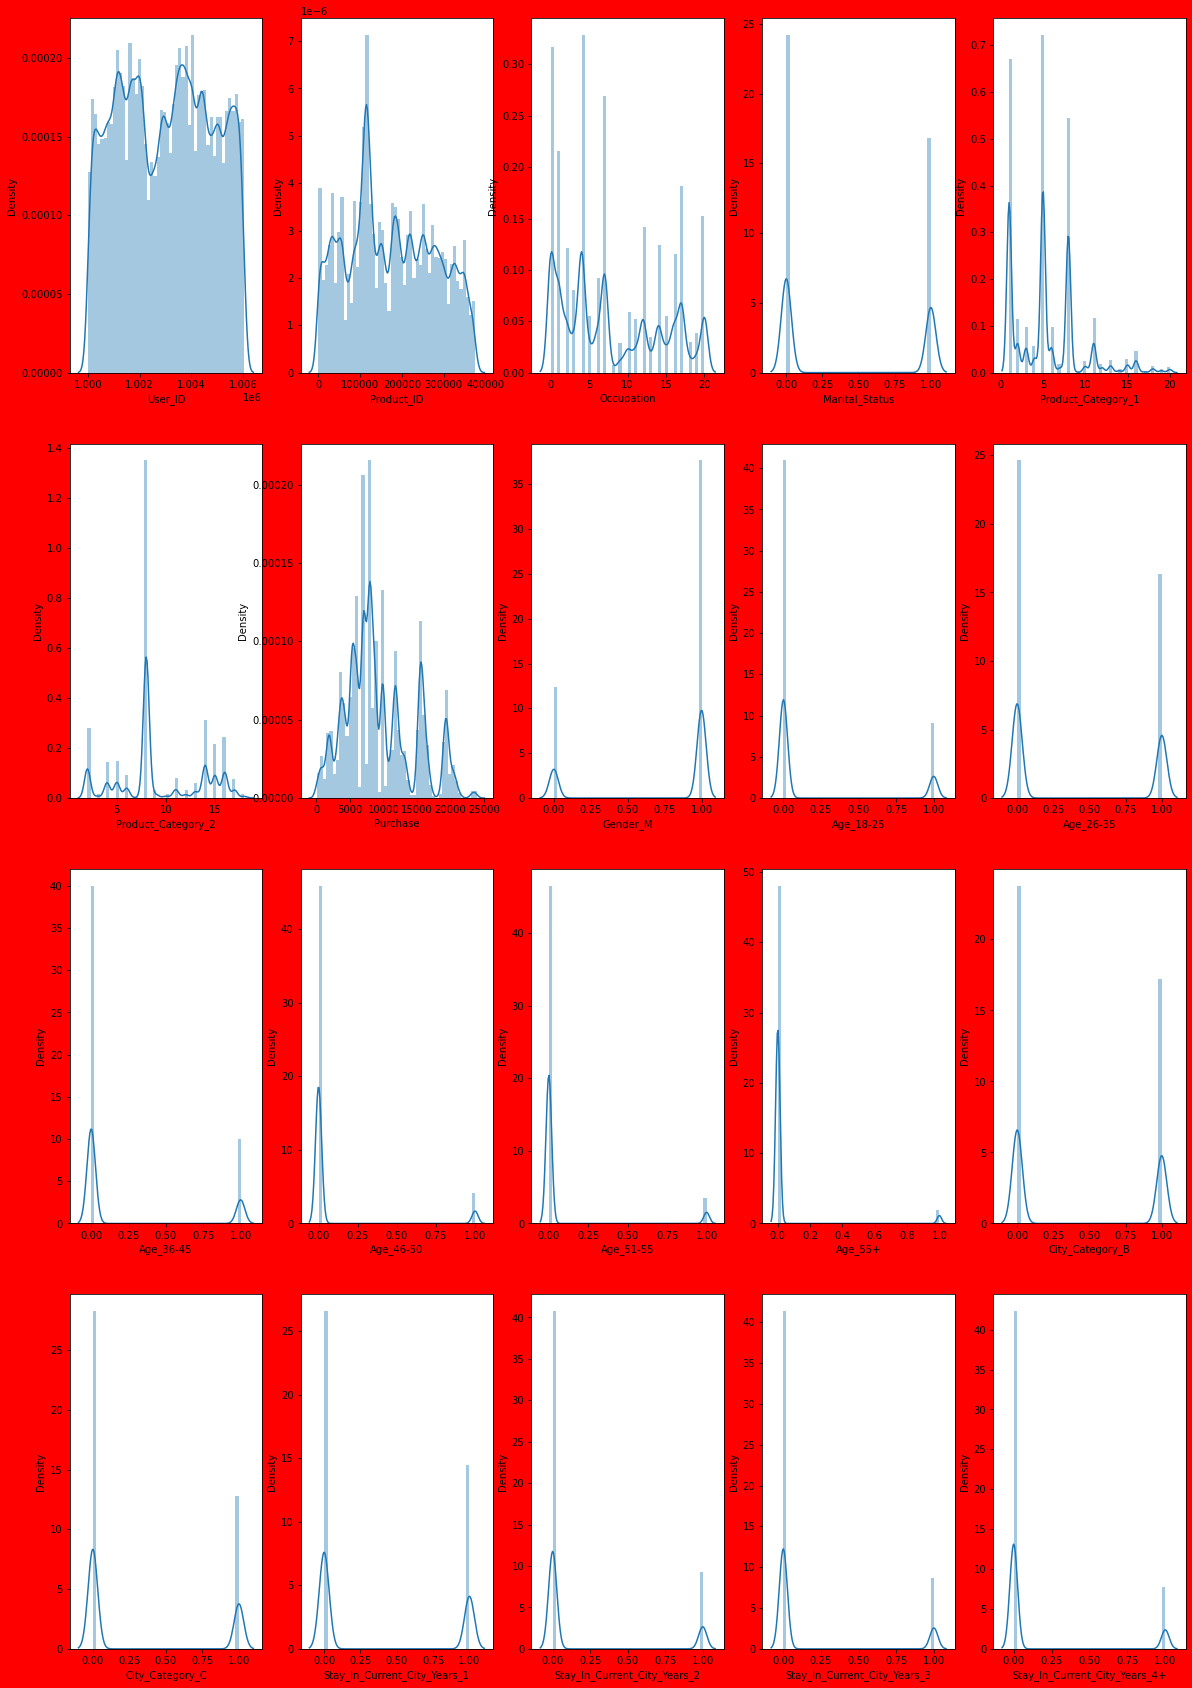 1e−6
0.00020
0.00015
0.00010
0.00005
0.00000
Density
1.000 1.002 1.004 1.006
1e6
User_ID
7
6
5
4
3
2
1
0
Density
0 100000 200000 300000 400000
Product_ID
0.30
0.25
0.20
0.15
0.10
0.05
0.00
Density
0 5 10 15 20
Occupation
25
20
15
10
5
0
Density
0.00 0.25 0.50 0.75 1.00
Marital_Status
0.7
0.6
0.5
0.4
0.3
0.2
0.1
0.0
Density
0 5 10 15 20
Product_Category_1
1.4
1.2
1.0
0.8
0.6
0.4
0.2
0.0
Density
5 10 15
Product_Category_2
0.00020
0.00015
0.00010
0.00005
0.00000
Density
0 5000 10000 15000 20000 25000
Purchase
35
30
25
20
15
10
5
0
Density
0.00 0.25 0.50 0.75 1.00
Gender_M
40
35
30
25
20
15
10
5
0
Density
0.00 0.25 0.50 0.75 1.00
Age_18-25
25
20
15
10
5
0
Density
0.00 0.25 0.50 0.75 1.00
Age_26-35
40
35
30
25
20
15
10
5
0
Density
0.00 0.25 0.50 0.75 1.00
Age_36-45
40
30
20
10
0
Density
0.00 0.25 0.50 0.75 1.00
Age_46-50
40
30
20
10
0
Density
0.00 0.25 0.50 0.75 1.00
Age_51-55
50
40
30
20
10
0
Density
0.0 0.2 0.4 0.6 0.8 1.0
Age_55+
20
15
10
5
0
Density
0.00 0.25 0.50 0.75 1.00
City_Category_B
25
20
15
10
5
0
Density
0.00 0.25 0.50 0.75 1.00
City_Category_C
25
20
15
10
5
0
Density
0.00 0.25 0.50 0.75 1.00
Stay_In_Current_City_Years_1
40
35
30
25
20
15
10
5
0
Density
0.00 0.25 0.50 0.75 1.00
Stay_In_Current_City_Years_2
40
35
30
25
20
15
10
5
0
Density
0.00 0.25 0.50 0.75 1.00
Stay_In_Current_City_Years_3
40
35
30
25
20
15
10
5
0
Density
0.00 0.25 0.50 0.75 1.00
Stay_In_Current_City_Years_4+